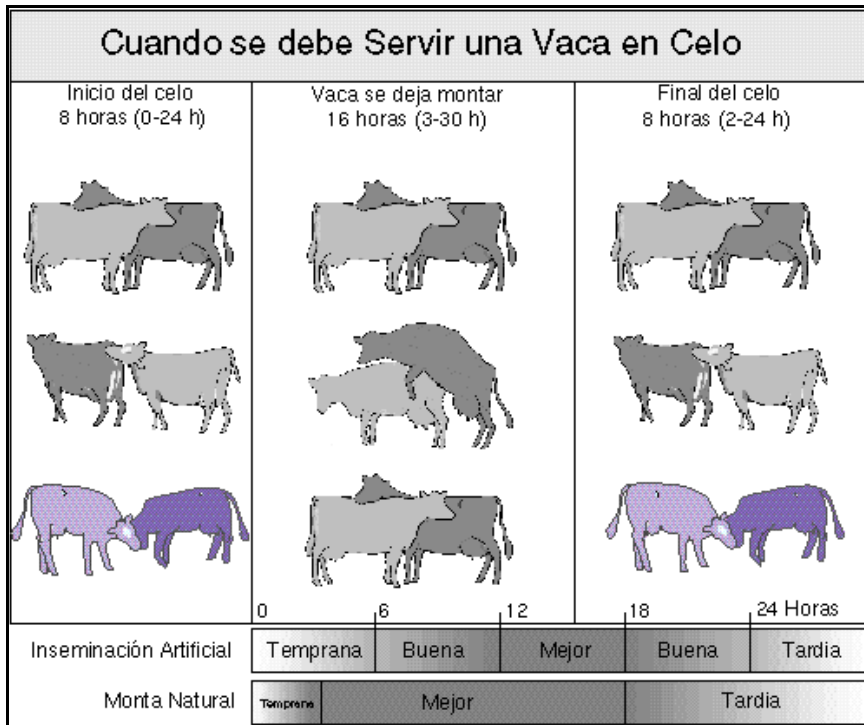 Cuando se debe Servir una Vaca en Celo
Inicio del celo
8 horas (0-24 h)
Vaca se deja montar
16 horas (3-30 h)
Final del celo
8 horas (2-24 h)
0 6 12 18 24 Horas
Inseminación Artificial Temprana Buena Mejor Buena Tardia
Monta Natural Temprana Mejor Tardia